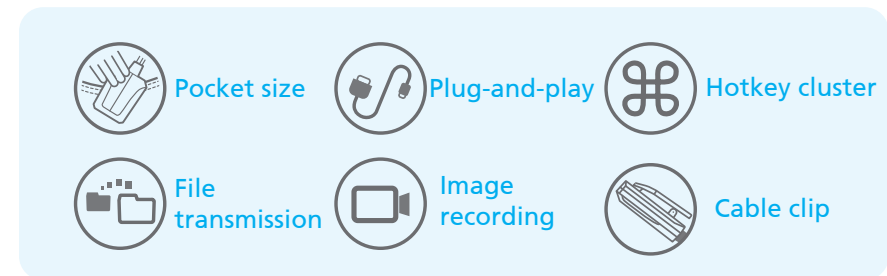 Pocket size
Plug-and-play
Hotkey cluster
File
transmission
Image
recording
Cable clip